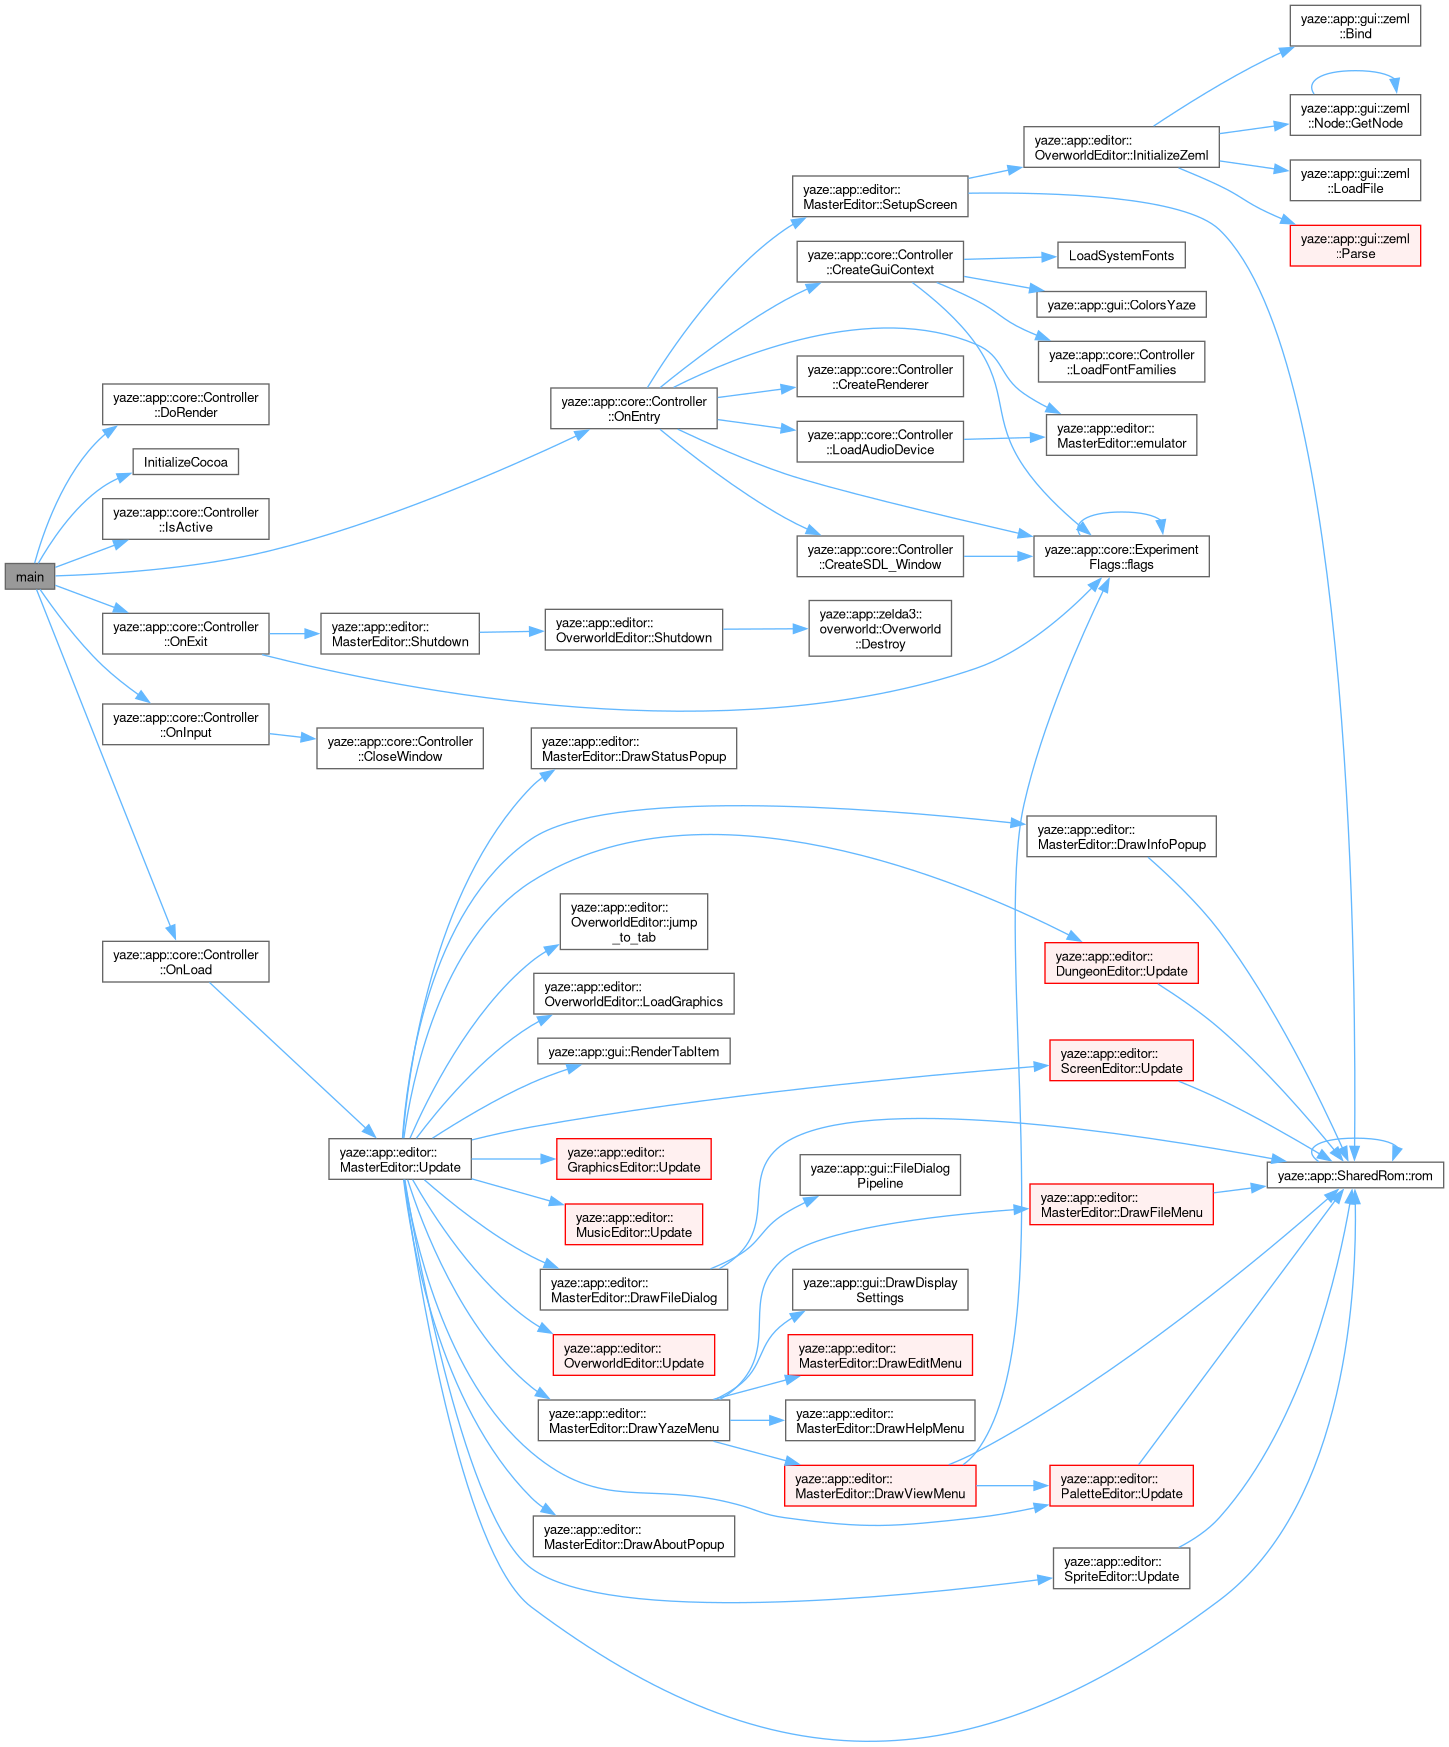 yaze::app::gui::zeml
::Bind
yaze::app::gui::zeml
::Node::GetNode
yaze::app::editor::
OverworldEditor::InitializeZeml
yaze::app::gui::zeml
::LoadFile
yaze::app::editor::
MasterEditor::SetupScreen
yaze::app::gui::zeml
::Parse
yaze::app::core::Controller
::CreateGuiContext
LoadSystemFonts
yaze::app::gui::ColorsYaze
yaze::app::core::Controller
::LoadFontFamilies
yaze::app::core::Controller
::CreateRenderer
yaze::app::core::Controller
::DoRender
yaze::app::core::Controller
::OnEntry
yaze::app::editor::
MasterEditor::emulator
yaze::app::core::Controller
::LoadAudioDevice
InitializeCocoa
yaze::app::core::Controller
::IsActive
yaze::app::core::Controller
::CreateSDL_Window
yaze::app::core::Experiment
Flags::flags
main
yaze::app::core::Controller
::OnExit
yaze::app::editor::
MasterEditor::Shutdown
yaze::app::editor::
OverworldEditor::Shutdown
yaze::app::zelda3::
overworld::Overworld
::Destroy
yaze::app::core::Controller
::OnInput
yaze::app::core::Controller
::CloseWindow
yaze::app::editor::
MasterEditor::DrawStatusPopup
yaze::app::editor::
MasterEditor::DrawInfoPopup
yaze::app::editor::
OverworldEditor::jump
_to_tab
yaze::app::core::Controller
::OnLoad
yaze::app::editor::
DungeonEditor::Update
yaze::app::editor::
OverworldEditor::LoadGraphics
yaze::app::gui::RenderTabItem
yaze::app::editor::
ScreenEditor::Update
yaze::app::editor::
MasterEditor::Update
yaze::app::editor::
GraphicsEditor::Update
yaze::app::gui::FileDialog
Pipeline
yaze::app::SharedRom::rom
yaze::app::editor::
MusicEditor::Update
yaze::app::editor::
MasterEditor::DrawFileMenu
yaze::app::editor::
MasterEditor::DrawFileDialog
yaze::app::gui::DrawDisplay
Settings
yaze::app::editor::
OverworldEditor::Update
yaze::app::editor::
MasterEditor::DrawEditMenu
yaze::app::editor::
MasterEditor::DrawYazeMenu
yaze::app::editor::
MasterEditor::DrawHelpMenu
yaze::app::editor::
MasterEditor::DrawViewMenu
yaze::app::editor::
PaletteEditor::Update
yaze::app::editor::
MasterEditor::DrawAboutPopup
yaze::app::editor::
SpriteEditor::Update